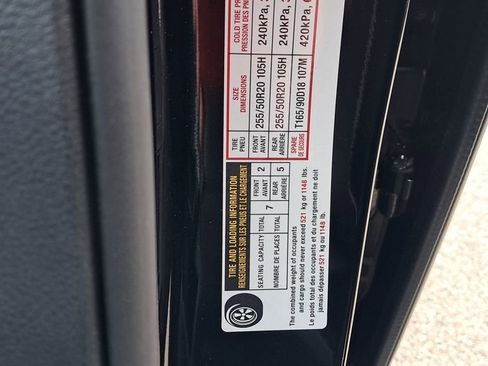 TIRE AND LOADING INFORMATION
RENSEIGNEMENTS SUR LES PNEUS ET LE CHARGEMENT
SEATING CAPACITY TOTAL 7 FRONT 2 REAR 5
NOMBRE DE PLACES TOTAL AVANT ARRIÈRE
The combined weight of occupants
and cargo should never exceed 521 kg or 1148 lbs.
Le poids total des occupants et du chargement ne doit
jamais dépasser 521 kg ou 1148 lb.
TIRE SIZE COLD TIRE
PNEU DIMENSIONS PRESSION DES
FRONT 255/50R20 105H 240kPa,
AVANT
REAR 255/50R20 105H 240kPa,
ARRIÈRE
SPARE T165/90D18 107M 420kPa,
DE SECOURS